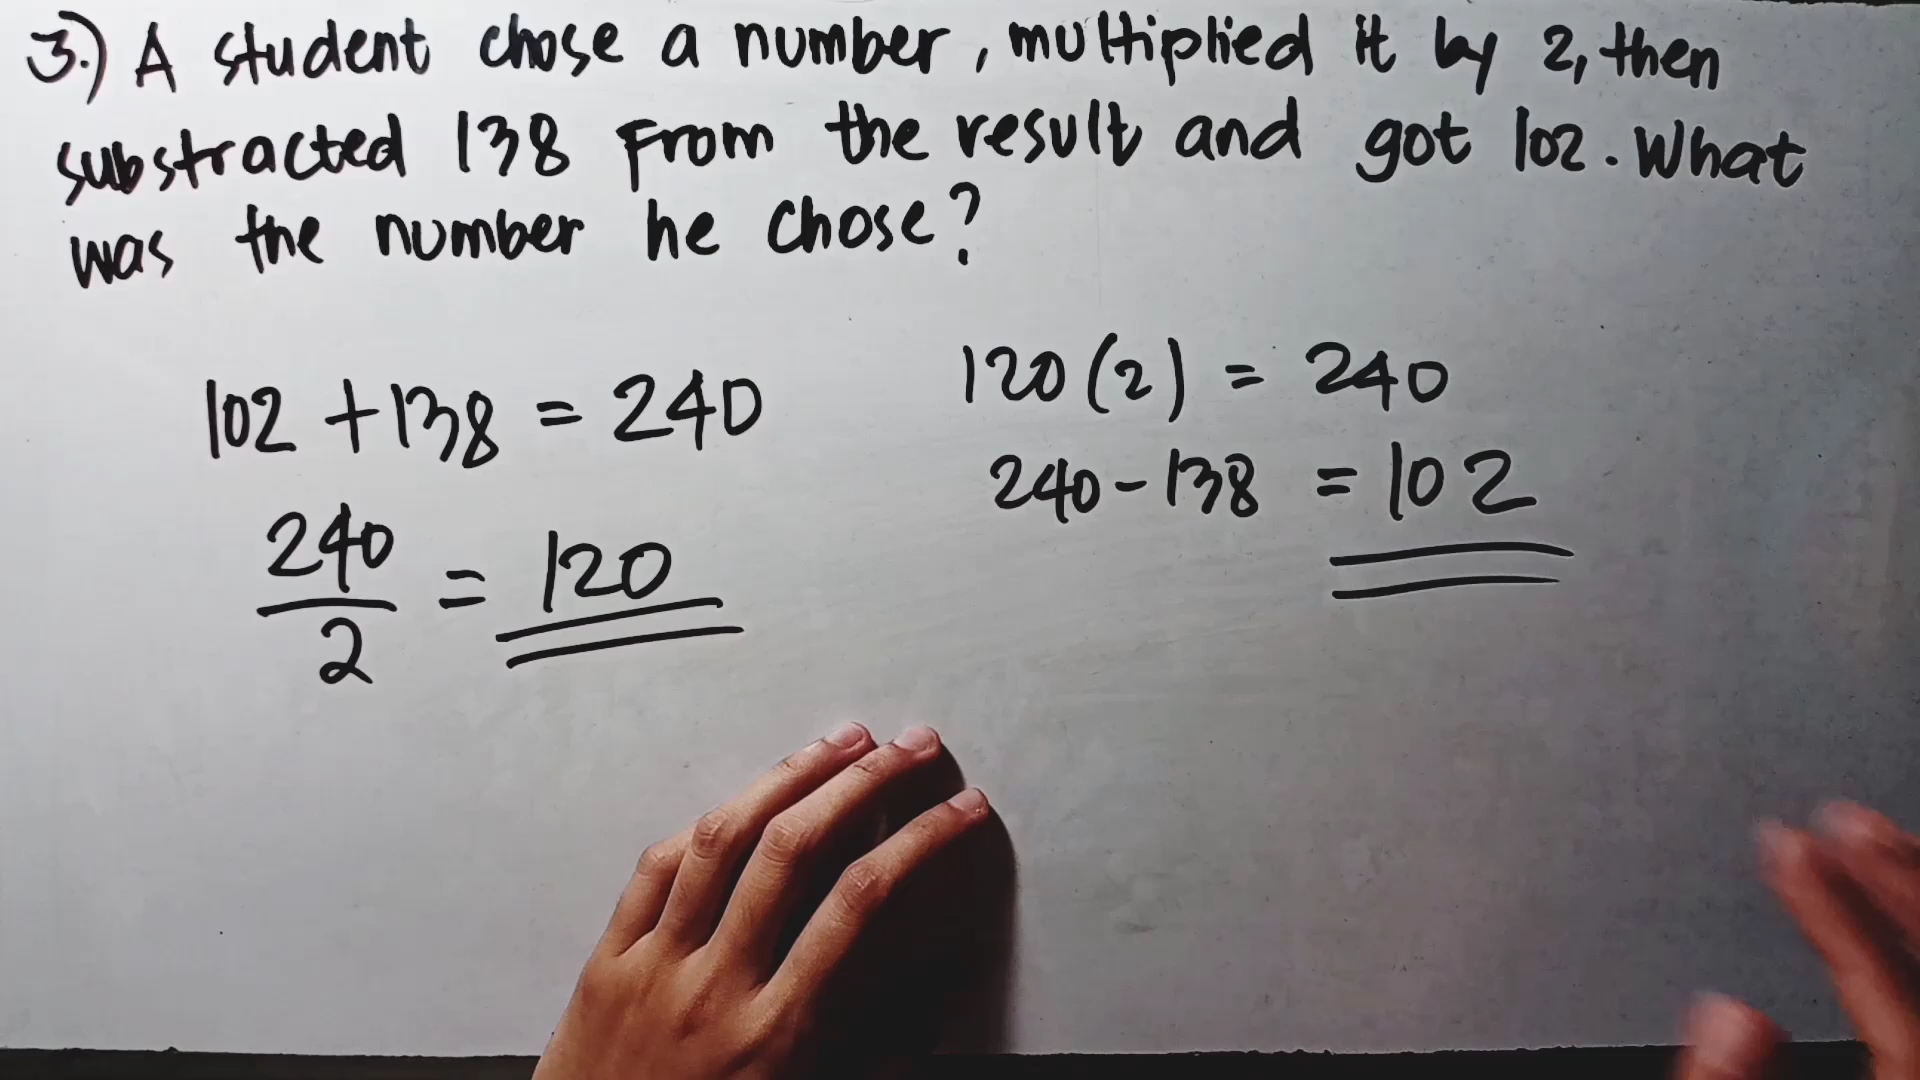 3.) A student chose a number, multiplied it by 2, then
substracted 138 From the result and got 102. What
was the number he chose?
102 + 138 = 240
240
2
= 120
120 (2) = 240
240 - 138 = 102